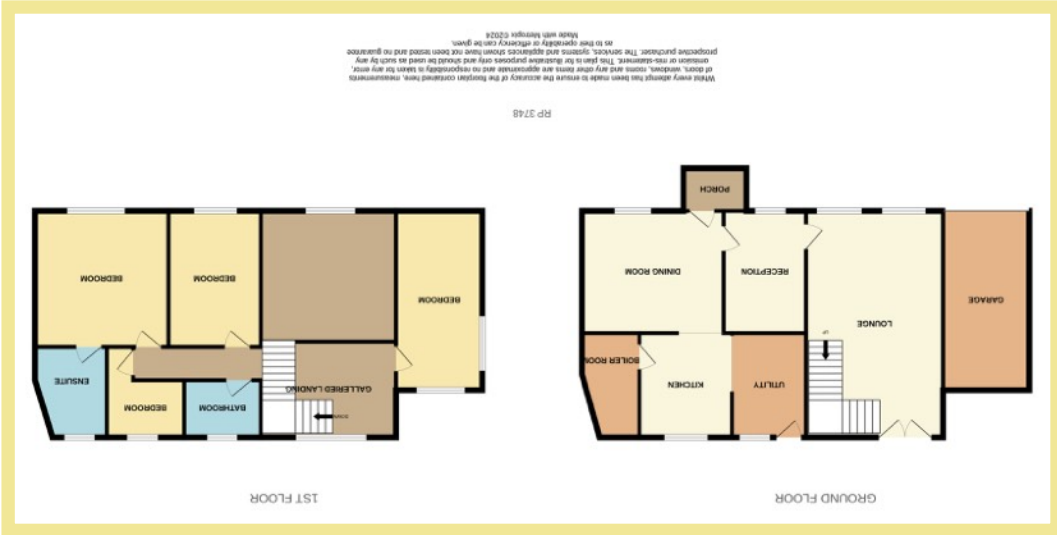 GROUND FLOOR
UP
UTILITY
KITCHEN
BOILER ROOM
LOUNGE
GARAGE
RECEPTION
DINING ROOM
PORCH
1ST FLOOR
DOWN
GALLERIED LANDING
BATHROOM
BEDROOM
ENSUITE
BEDROOM
BEDROOM
BEDROOM
RP 3748
Whilst every attempt has been made to ensure the accuracy of the floorplan contained here, measurements
of doors, windows, rooms and any other items are approximate and no responsibility is taken for any error,
omission or mis-statement. This plan is for illustrative purposes only and should be used as such by any
prospective purchaser. The services, systems and appliances shown have not been tested and no guarantee
as to their operability or efficiency can be given.
Made with Metropix ©2024